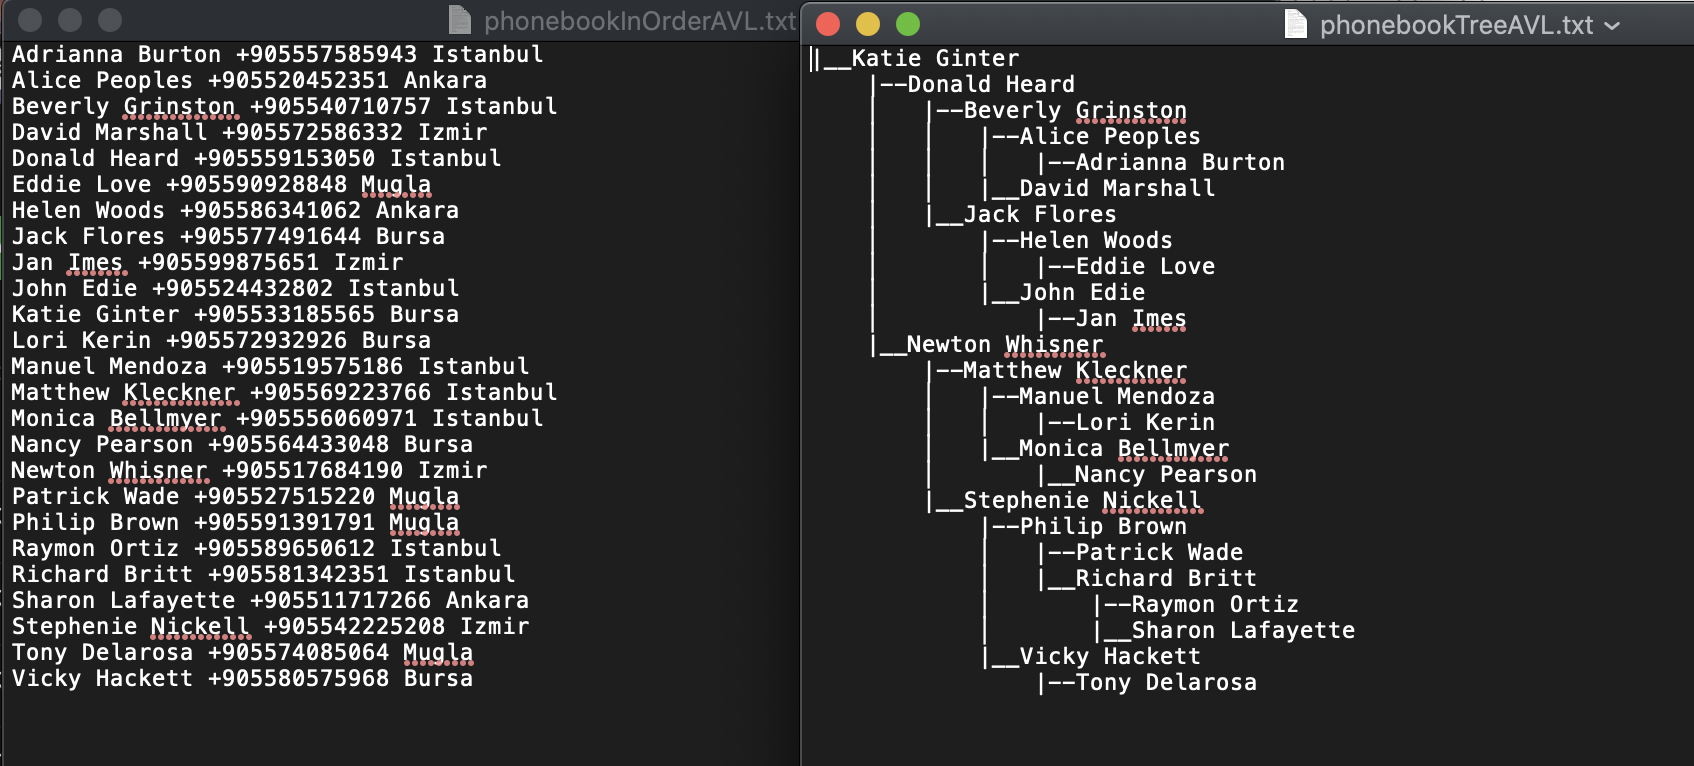 phonebookInOrderAVL.txt
Adrianna Burton +905557585943 Istanbul
Alice Peoples +905520452351 Ankara
Beverly Grinston +905540710757 Istanbul
David Marshall +905572586332 Izmir
Donald Heard +905559153050 Istanbul
Eddie Love +905590928848 Mugla
Helen Woods +905586341062 Ankara
Jack Flores +905577491644 Bursa
Jan Imes +905599875651 Izmir
John Edie +905524432802 Istanbul
Katie Ginter +905533185565 Bursa
Lori Kerin +905572932926 Bursa
Manuel Mendoza +905519575186 Istanbul
Matthew Kleckner +905569223766 Istanbul
Monica Bellmyer +905556060971 Istanbul
Nancy Pearson +905564433048 Bursa
Newton Whisner +905517684190 Izmir
Patrick Wade +905527515220 Mugla
Philip Brown +905591391791 Mugla
Raymon Ortiz +905589650612 Istanbul
Richard Britt +905581342351 Istanbul
Sharon Lafayette +905511717266 Ankara
Stephenie Nickell +905542225208 Izmir
Tony Delarosa +905574085064 Mugla
Vicky Hackett +905580575968 Bursa
phonebookTreeAVL.txt
|__Katie Ginter
    |--Donald Heard
    |   |--Beverly Grinston
    |   |   |--Alice Peoples
    |   |   |   |--Adrianna Burton
    |   |   |__David Marshall
    |   |__Jack Flores
    |       |--Helen Woods
    |       |   |--Eddie Love
    |       |__John Edie
    |           |--Jan Imes
    |__Newton Whisner
        |--Matthew Kleckner
        |   |--Manuel Mendoza
        |   |   |--Lori Kerin
        |   |__Monica Bellmyer
        |       |__Nancy Pearson
        |__Stephenie Nickell
            |--Philip Brown
            |   |--Patrick Wade
            |   |__Richard Britt
            |       |--Raymon Ortiz
            |       |__Sharon Lafayette
            |__Vicky Hackett
                |--Tony Delarosa